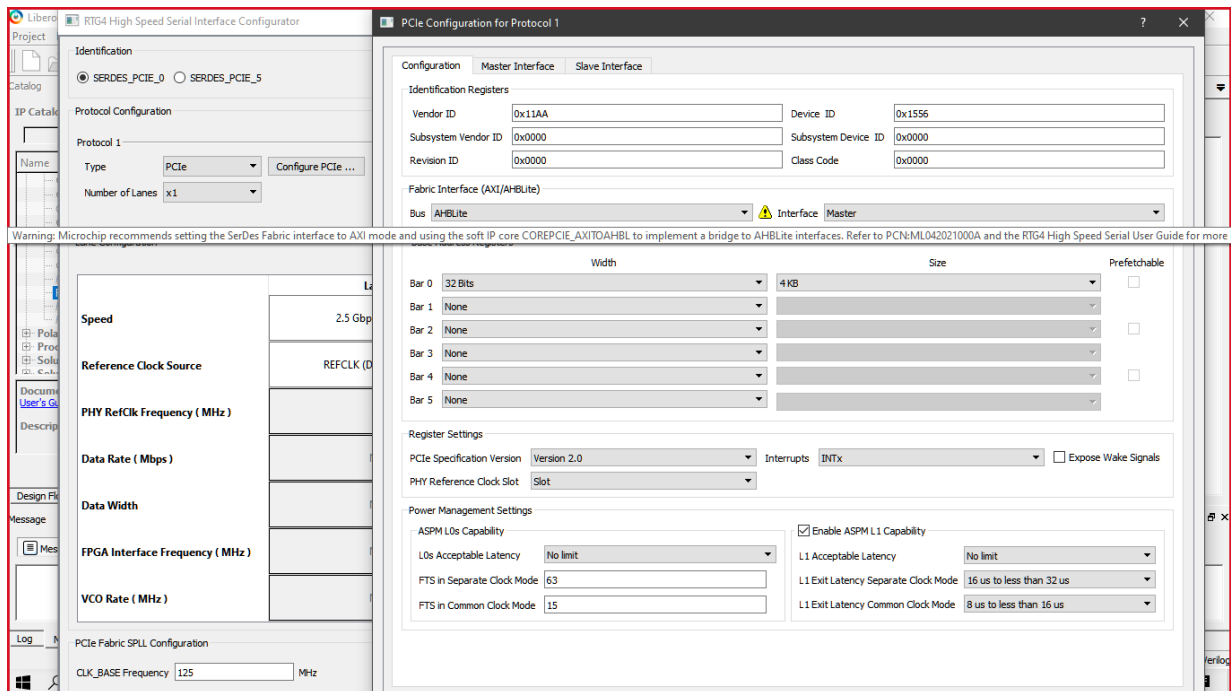 Libero
RTG4 High Speed Serial Interface Configurator
PCIe Configuration for Protocol 1
? ×
Project
Catalog
IP Catalo
Name
Pola
Proc
Solu
User's Gu
Descrip
Design Flo
Message
Mes
Log
Identification
SERDES_PCIE_0 SERDES_PCIE_5
Protocol Configuration
Protocol 1
Type PCIe Configure PCIe ...
Number of Lanes x1
Speed 2.5 Gbp
Reference Clock Source REFCLK (D
PHY RefClk Frequency ( MHz )
Data Rate ( Mbps )
Data Width
FPGA Interface Frequency ( MHz )
VCO Rate ( MHz )
PCIe Fabric SPLL Configuration
CLK_BASE Frequency 125 MHz
Configuration Master Interface Slave Interface
Identification Registers
Vendor ID 0x11AA Device ID 0x1556
Subsystem Vendor ID 0x0000 Subsystem Device ID 0x0000
Revision ID 0x0000 Class Code 0x0000
Fabric Interface (AXI/AHBLite)
Bus AHBLite Interface Master
Warning: Microchip recommends setting the SerDes Fabric interface to AXI mode and using the soft IP core COREPCIE_AXITOAHBL to implement a bridge to AHBLite interfaces. Refer to PCN:ML042021000A and the RTG4 High Speed Serial User Guide for more
Width Size Prefetchable
Bar 0 32 Bits 4 KB
Bar 1 None
Bar 2 None
Bar 3 None
Bar 4 None
Bar 5 None
Register Settings
PCIe Specification Version Version 2.0 Interrupts INTx Expose Wake Signals
PHY Reference Clock Slot Slot
Power Management Settings
ASPM L0s Capability Enable ASPM L1 Capability
L0s Acceptable Latency No limit L1 Acceptable Latency No limit
FTS in Separate Clock Mode 63 L1 Exit Latency Separate Clock Mode 16 us to less than 32 us
FTS in Common Clock Mode 15 L1 Exit Latency Common Clock Mode 8 us to less than 16 us
Verilog